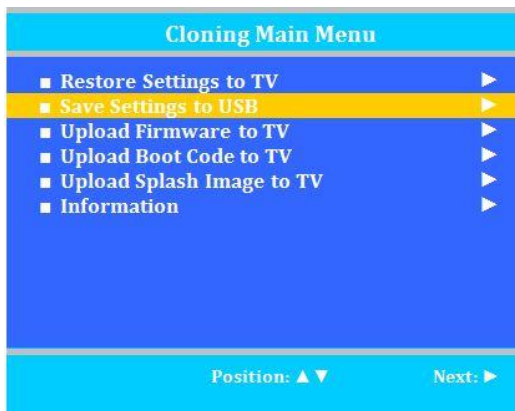 Cloning Main Menu
■ Restore Settings to TV ▶
■ Save Settings to USB ▶
■ Upload Firmware to TV ▶
■ Upload Boot Code to TV ▶
■ Upload Splash Image to TV ▶
■ Information ▶
Position: ▲ ▼ Next: ▶